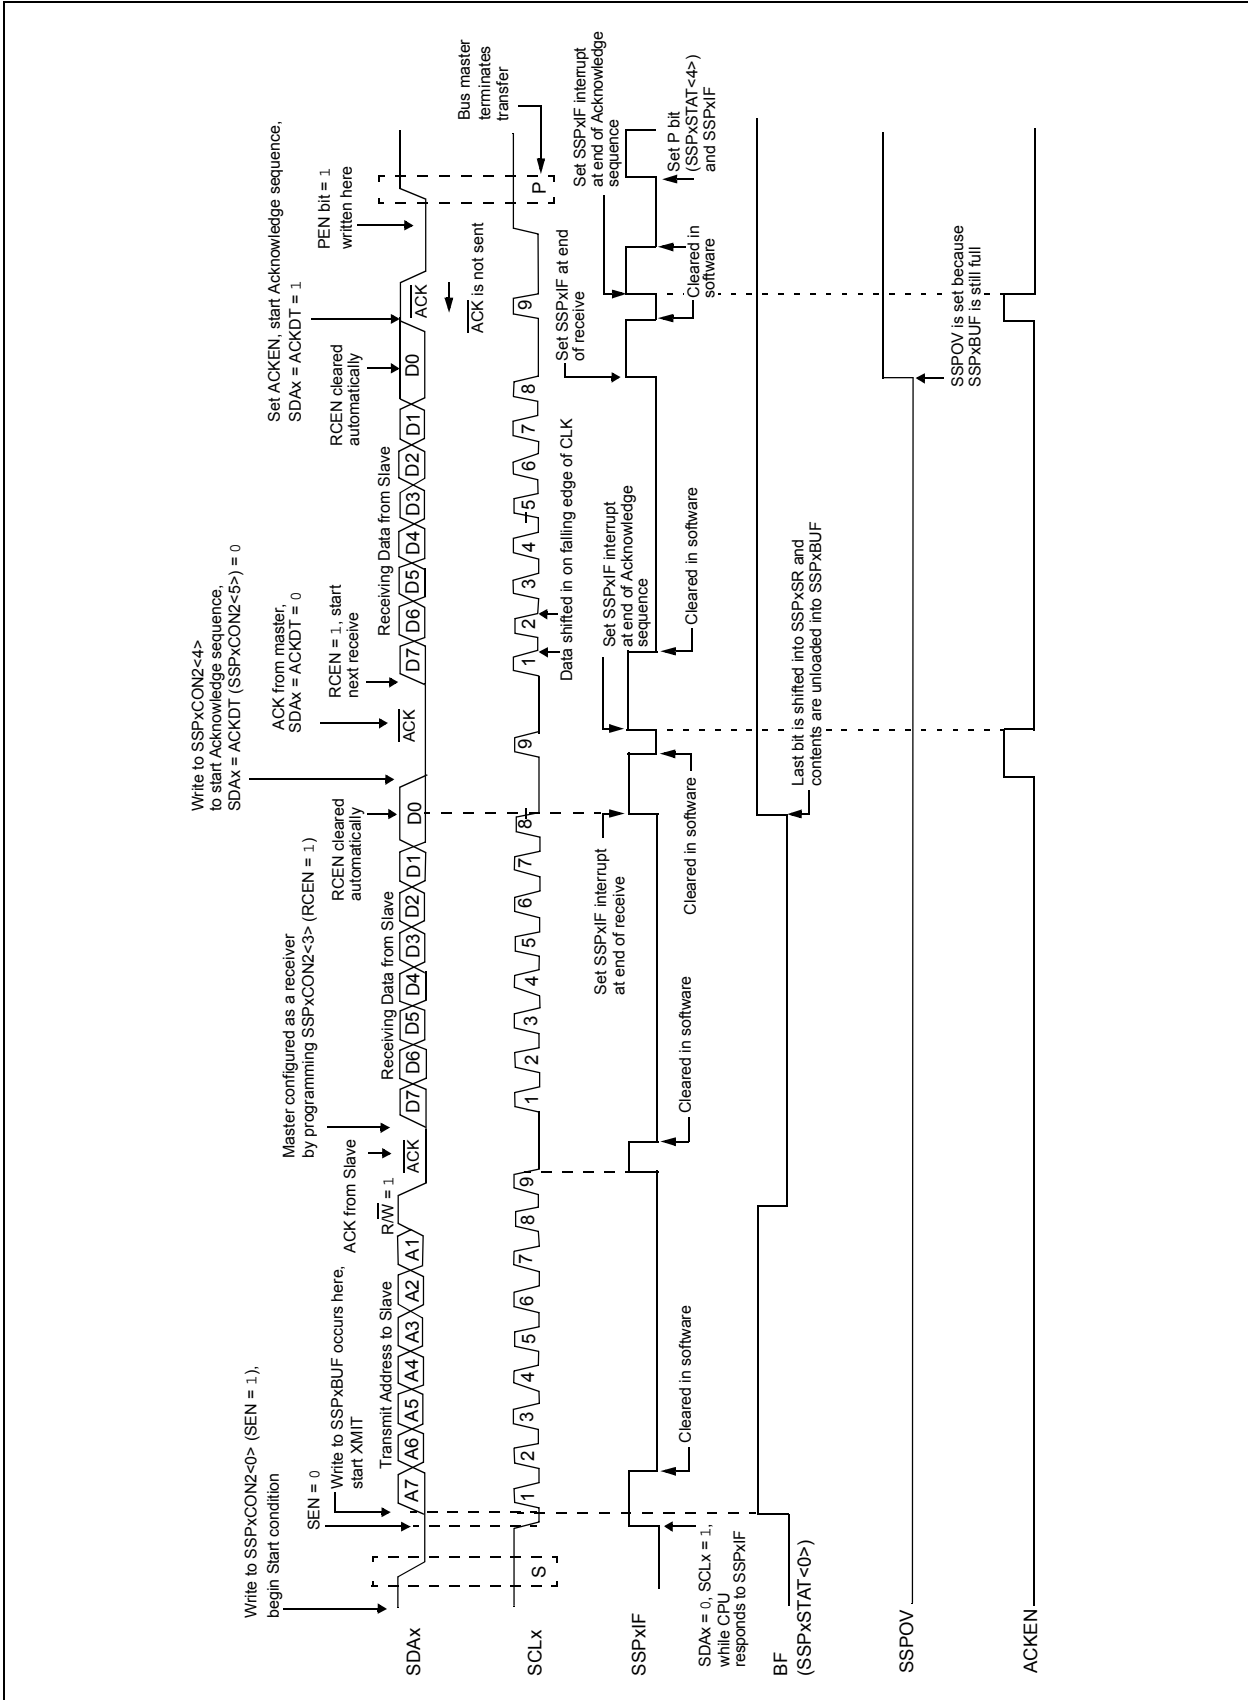 Write to SSPxCON2<0> (SEN = 1),
begin Start condition
SEN = 0
Write to SSPxBUF occurs here,
start XMIT
ACK from Slave
Master configured as a receiver
by programming SSPxCON2<3> (RCEN = 1)
RCEN cleared
automatically
Write to SSPxCON2<4>
to start Acknowledge sequence,
SDAx = ACKDT (SSPxCON2<5>) = 0
ACK from master,
SDAx = ACKDT = 0
RCEN = 1, start
next receive
RCEN cleared
automatically
Set ACKEN, start Acknowledge sequence,
SDAx = ACKDT = 1
PEN bit = 1
written here
Transmit Address to Slave
R/W = 1
Receiving Data from Slave
Receiving Data from Slave
SDAx
A7 A6 A5 A4 A3 A2 A1
ACK
D7 D6 D5 D4 D3 D2 D1 D0
ACK
D7 D6 D5 D4 D3 D2 D1 D0
ACK
ACK is not sent
Bus master
terminates
transfer
SCLx
S
1 2 3 4 5 6 7 8 9
1 2 3 4 5 6 7 8
9
1 2 3 4 5 6 7 8
9
P
Data shifted in on falling edge of CLK
Set SSPxIF interrupt
at end of receive
Set SSPxIF interrupt
at end of Acknowledge
sequence
Set SSPxIF at end
of receive
Set SSPxIF interrupt
at end of Acknowledge
sequence
SSPxIF
SDAx = 0, SCLx = 1,
while CPU
responds to SSPxIF
Cleared in software
Cleared in software
Cleared in software
Cleared in software
Cleared in software
Cleared in
software
Set P bit
(SSPxSTAT<4>)
and SSPxIF
BF
(SSPxSTAT<0>)
Last bit is shifted into SSPxSR and
contents are unloaded into SSPxBUF
SSPOV
SSPOV is set because
SSPxBUF is still full
ACKEN